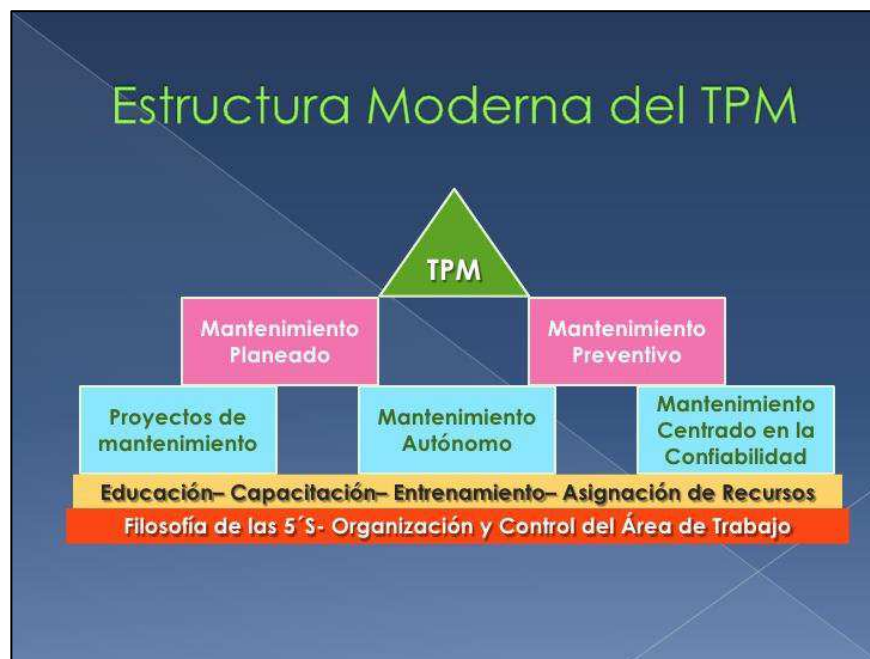 Estructura Moderna del TPM
TPM
Mantenimiento
Planeado
Mantenimiento
Preventivo
Proyectos de
mantenimiento
Mantenimiento
Autónomo
Mantenimiento
Centrado en la
Confiabilidad
Educación– Capacitación– Entrenamiento– Asignación de Recursos
Filosofía de las 5´S- Organización y Control del Área de Trabajo